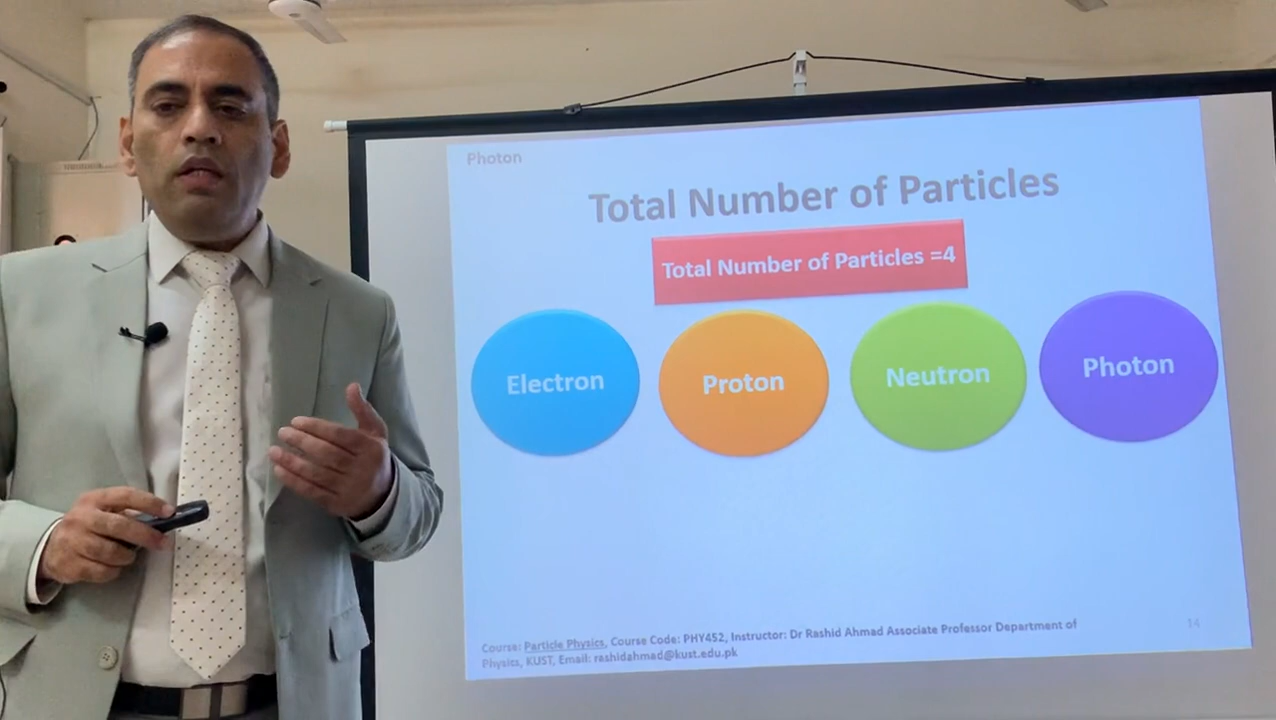 Photon
Total Number of Particles
Total Number of Particles =4
Electron
Proton
Neutron
Photon
Course: Particle Physics, Course Code: PHY452, Instructor: Dr Rashid Ahmad Associate Professor Department of
Physics, KUST, Email: rashidahmad@kust.edu.pk
14